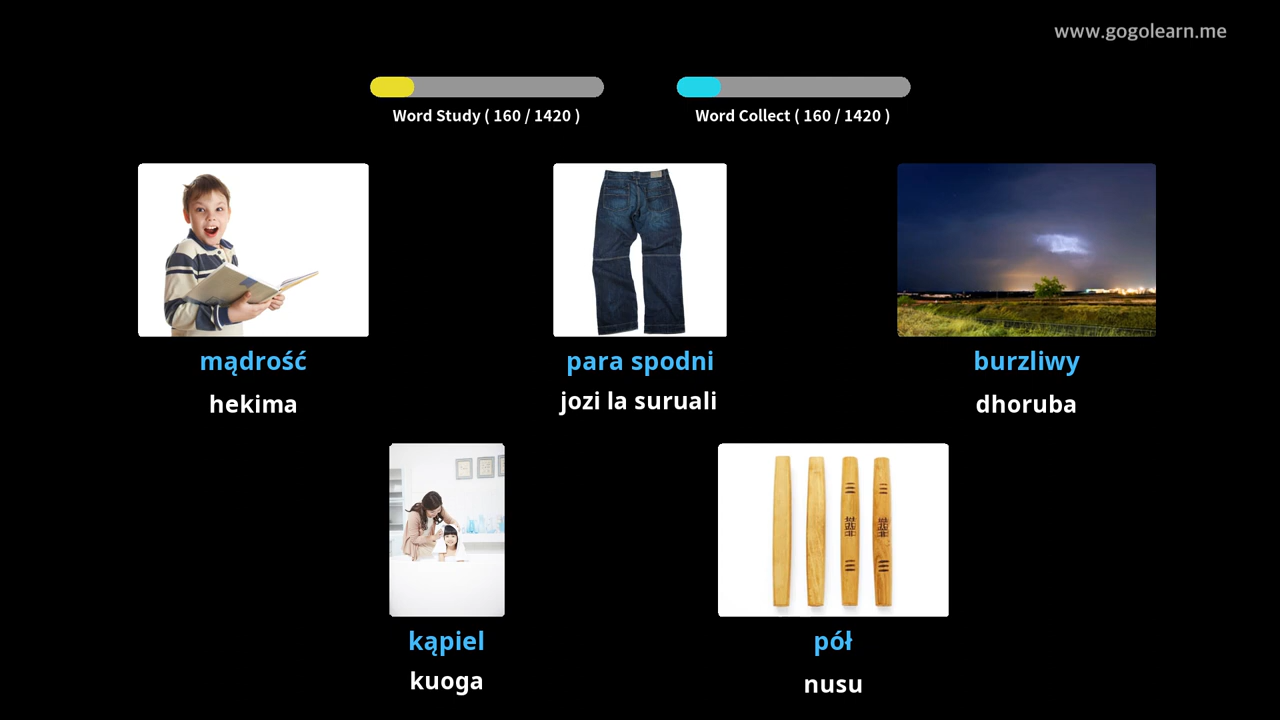 www.gogolearn.me
Word Study ( 160 / 1420 )
Word Collect ( 160 / 1420 )
mądrość
hekima
para spodni
jozi la suruali
burzliwy
dhoruba
kąpiel
kuoga
pół
nusu